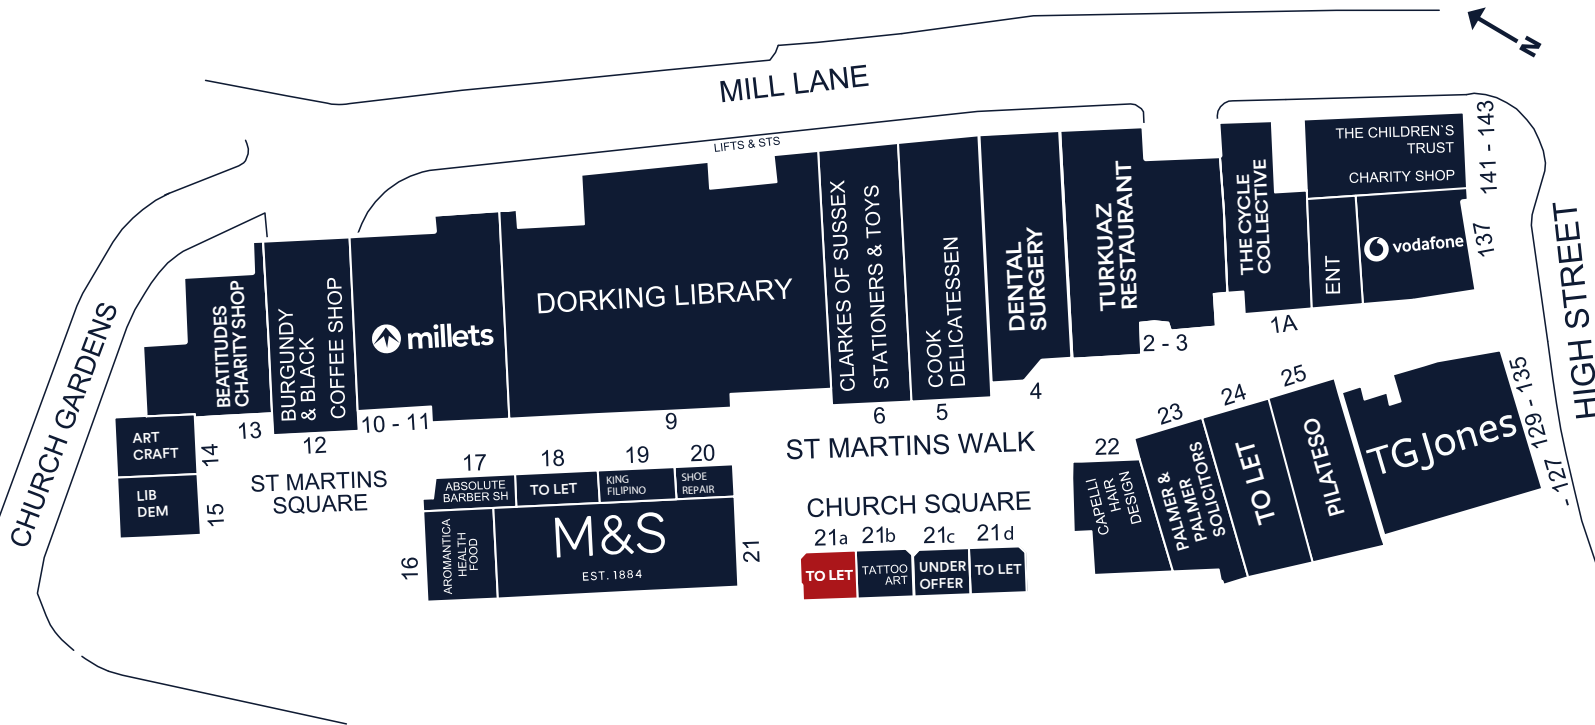 N
MILL LANE
LIFTS & STS
CHURCH GARDENS
HIGH STREET
BEATITUDES
CHARITY SHOP
13
BURGUNDY
& BLACK
COFFEE SHOP
12
millets
10 - 11
DORKING LIBRARY
9
CLARKES OF SUSSEX
STATIONERS & TOYS
6
COOK
DELICATESSEN
5
DENTAL
SURGERY
4
TURKUAZ
RESTAURANT
2 - 3
THE CYCLE
COLLECTIVE
1A
THE CHILDREN`S
TRUST
CHARITY SHOP
141 - 143
ENT
vodafone
137
ART
CRAFT
14
LIB
DEM
15
ST MARTINS
SQUARE
ST MARTINS WALK
17
ABSOLUTE
BARBER SH
18
TO LET
19
KING
FILIPINO
20
SHOE
REPAIR
16
AROMANTICA
HEALTH
FOOD
M&S
EST. 1884
21
CHURCH SQUARE
21a
TO LET
21b
TATTOO
ART
21c
UNDER
OFFER
21d
TO LET
22
CAPELLI
HAIR
DESIGN
23
PALMER &
PALMER
SOLICITORS
24
TO LET
25
PILATESO
TGJones
- 127 129 - 135